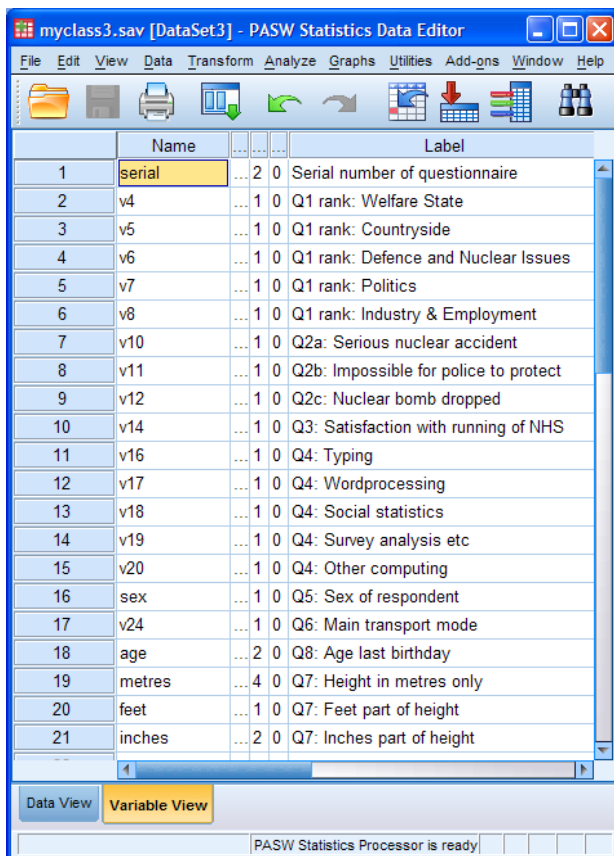 myclass3.sav [DataSet3] - PASW Statistics Data Editor
File Edit View Data Transform Analyze Graphs Utilities Add-ons Window Help
Name ... ... ... Label
1 serial ... 2 0 Serial number of questionnaire
2 v4 ... 1 0 Q1 rank: Welfare State
3 v5 ... 1 0 Q1 rank: Countryside
4 v6 ... 1 0 Q1 rank: Defence and Nuclear Issues
5 v7 ... 1 0 Q1 rank: Politics
6 v8 ... 1 0 Q1 rank: Industry & Employment
7 v10 ... 1 0 Q2a: Serious nuclear accident
8 v11 ... 1 0 Q2b: Impossible for police to protect
9 v12 ... 1 0 Q2c: Nuclear bomb dropped
10 v14 ... 1 0 Q3: Satisfaction with running of NHS
11 v16 ... 1 0 Q4: Typing
12 v17 ... 1 0 Q4: Wordprocessing
13 v18 ... 1 0 Q4: Social statistics
14 v19 ... 1 0 Q4: Survey analysis etc
15 v20 ... 1 0 Q4: Other computing
16 sex ... 1 0 Q5: Sex of respondent
17 v24 ... 1 0 Q6: Main transport mode
18 age ... 2 0 Q8: Age last birthday
19 metres ... 4 0 Q7: Height in metres only
20 feet ... 1 0 Q7: Feet part of height
21 inches ... 2 0 Q7: Inches part of height
Data View Variable View
PASW Statistics Processor is ready